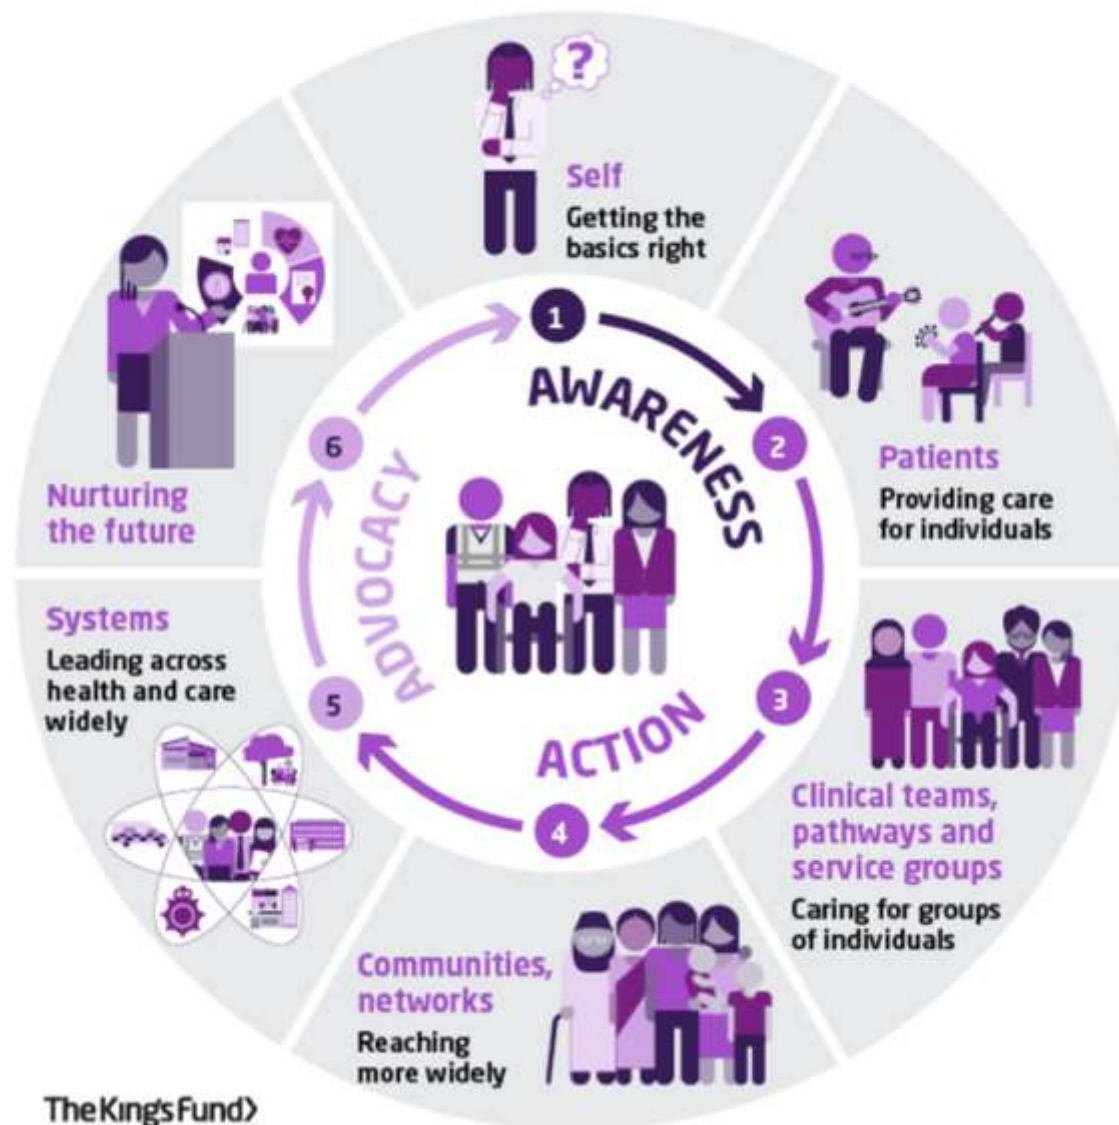 ?
Self
Getting the
basics right
1
AWARENESS
2
Patients
Providing care
for individuals
3
Clinical teams,
pathways and
service groups
Caring for groups
of individuals
ACTION
4
Communities,
networks
Reaching
more widely
5
Systems
Leading across
health and care
widely
ADVOCACY
6
Nurturing
the future
The King's Fund>